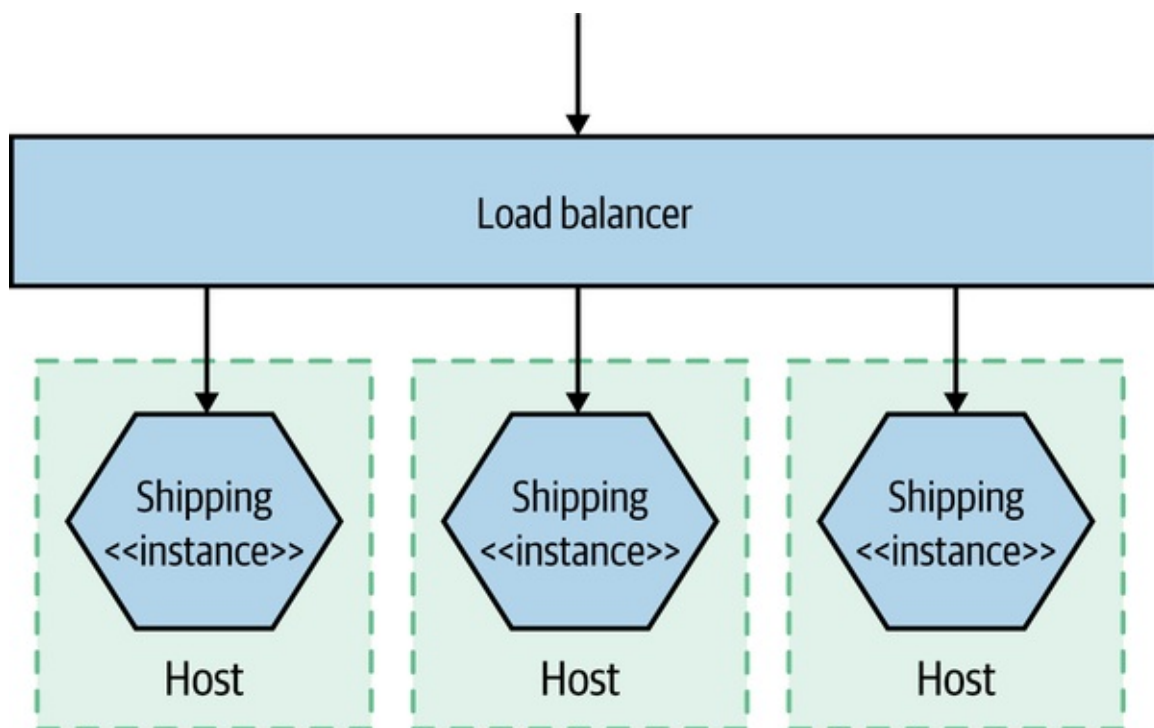 Load balancer
Shipping
<<instance>>
Shipping
<<instance>>
Shipping
<<instance>>
Host
Host
Host